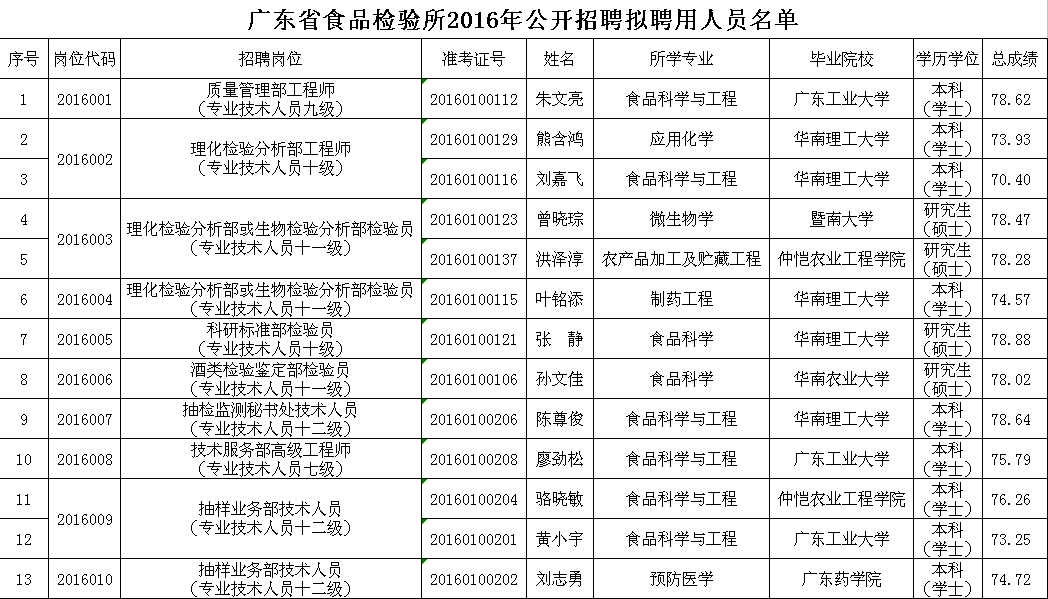 广东省食品检验所2016年公开招聘拟聘用人员名单
序号 岗位代码 招聘岗位 准考证号 姓名 所学专业 毕业院校 学历学位 总成绩
1 2016001 质量管理部工程师 （专业技术人员九级） 20160100112 朱文亮 食品科学与工程 广东工业大学 本科 （学士） 78.62
2 2016002 理化检验分析部工程师 （专业技术人员十级） 20160100129 熊含鸿 应用化学 华南理工大学 本科 （学士） 73.93
3 20160100116 刘嘉飞 食品科学与工程 华南理工大学 本科 （学士） 70.40
4 2016003 理化检验分析部或生物检验分析部检验员 （专业技术人员十一级） 20160100123 曾晓琮 微生物学 暨南大学 研究生 （硕士） 78.47
5 20160100137 洪泽淳 农产品加工及贮藏工程 仲恺农业工程学院 研究生 （硕士） 78.28
6 2016004 理化检验分析部或生物检验分析部检验员 （专业技术人员十一级） 20160100115 叶铭添 制药工程 华南理工大学 本科 （学士） 74.57
7 2016005 科研标准部检验员 （专业技术人员十级） 20160100121 张　静 食品科学 华南理工大学 研究生 （硕士） 78.88
8 2016006 酒类检验鉴定部检验员 （专业技术人员十一级） 20160100106 孙文佳 食品科学 华南农业大学 研究生 （硕士） 78.02
9 2016007 抽检监测秘书处技术人员 （专业技术人员十二级） 20160100206 陈尊俊 食品科学与工程 华南理工大学 本科 （学士） 78.64
10 2016008 技术服务部高级工程师 （专业技术人员七级） 20160100208 廖劲松 食品科学与工程 广东工业大学 本科 （学士） 75.79
11 2016009 抽样业务部技术人员 （专业技术人员十二级） 20160100204 骆晓敏 食品科学与工程 仲恺农业工程学院 本科 （学士） 76.26
12 20160100201 黄小宇 食品科学与工程 广东工业大学 本科 （学士） 73.25
13 2016010 抽样业务部技术人员 （专业技术人员十二级） 20160100202 刘志勇 预防医学 广东药学院 本科 （学士） 74.72